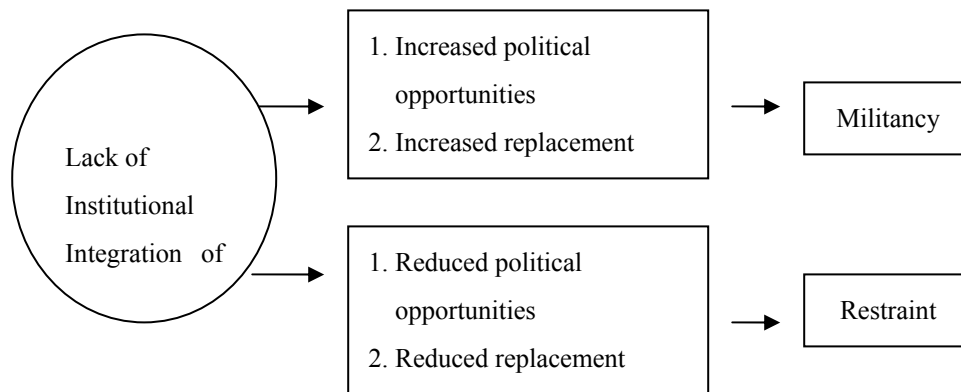 Lack of
Institutional
Integration of
1. Increased political
opportunities
2. Increased replacement
Militancy
1. Reduced political
opportunities
2. Reduced replacement
Restraint